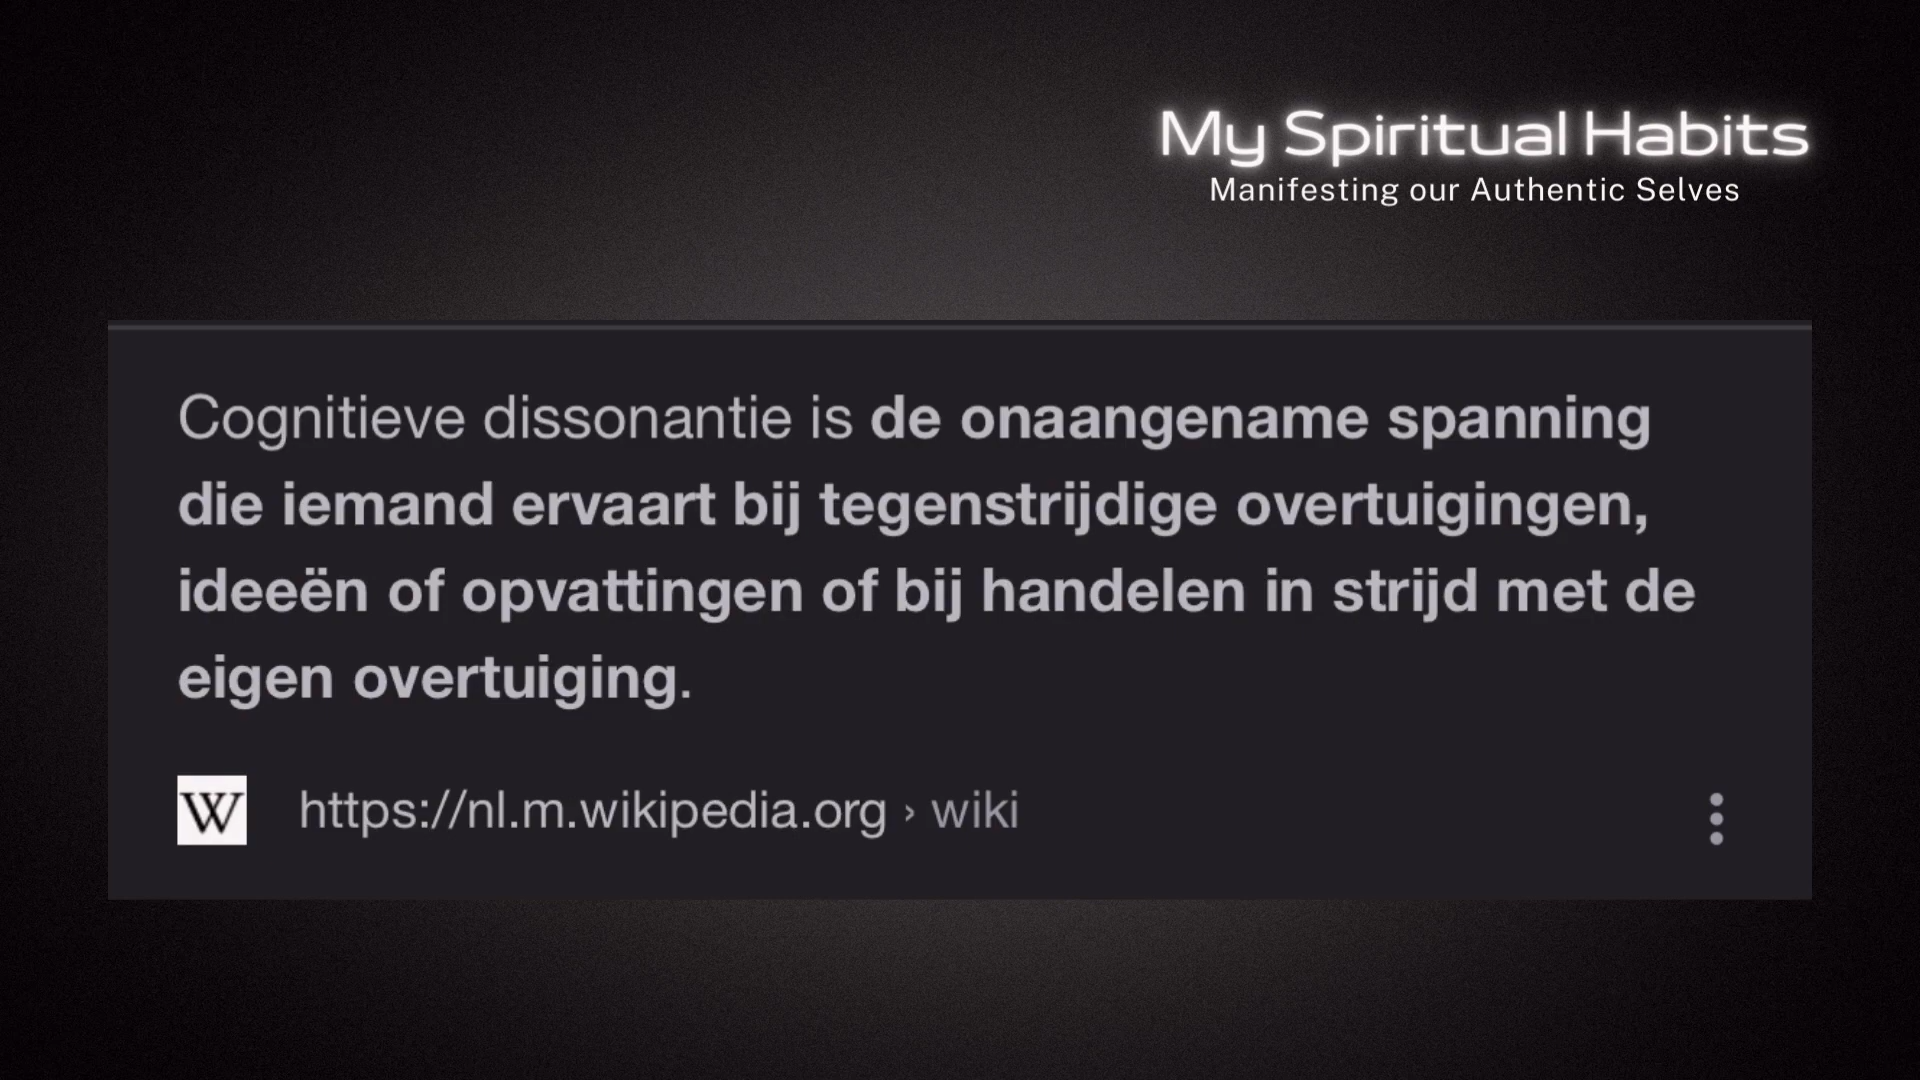 My Spiritual Habits
Manifesting our Authentic Selves
Cognitieve dissonantie is de onaangename spanning
die iemand ervaart bij tegenstrijdige overtuigingen,
ideeën of opvattingen of bij handelen in strijd met de
eigen overtuiging.
W https://nl.m.wikipedia.org › wiki